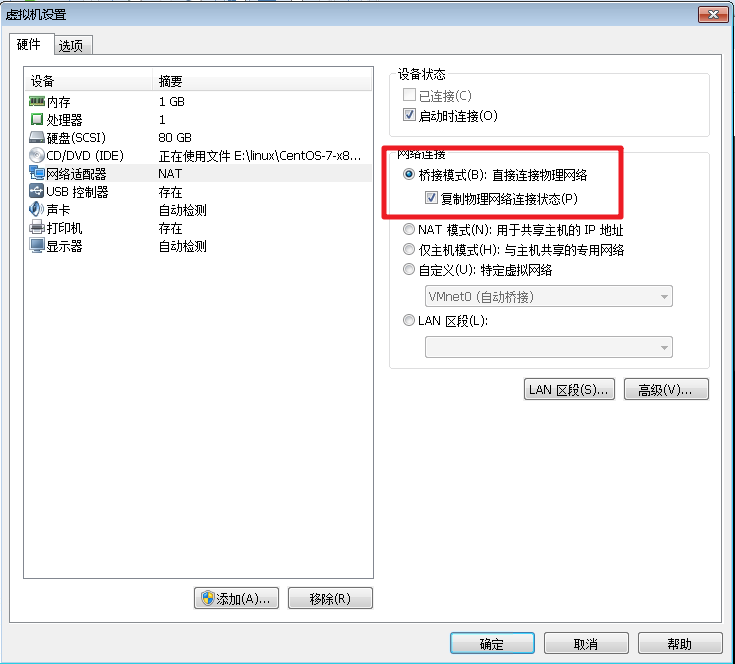 虚拟机设置
硬件 选项
设备 摘要
内存 1 GB
处理器 1
硬盘(SCSI) 80 GB
CD/DVD (IDE) 正在使用文件 E:\linux\CentOS-7-x8...
网络适配器 NAT
USB 控制器 存在
声卡 自动检测
打印机 存在
显示器 自动检测
添加(A)... 移除(R)
设备状态
已连接(C)
启动时连接(O)
网络连接
桥接模式(B): 直接连接物理网络
复制物理网络连接状态(P)
NAT 模式(N): 用于共享主机的 IP 地址
仅主机模式(H): 与主机共享的专用网络
自定义(U): 特定虚拟网络
VMnet0 (自动桥接)
LAN 区段(L):
LAN 区段(S)... 高级(V)...
确定 取消 帮助